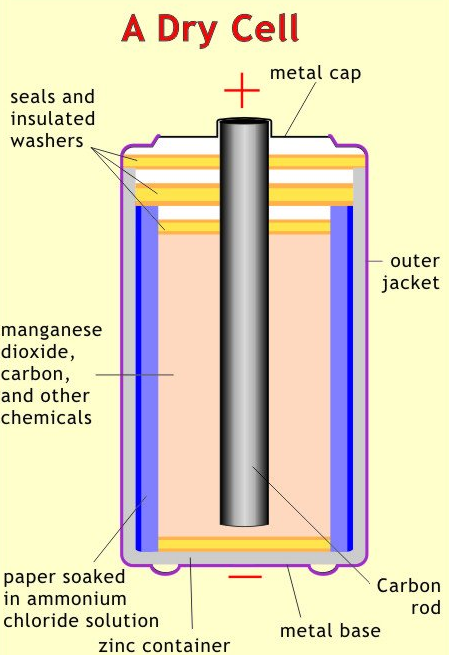 A Dry Cell
metal cap
+
seals and
insulated
washers
outer
jacket
manganese
dioxide,
carbon,
and other
chemicals
paper soaked
in ammonium
chloride solution
zinc container
−
metal base
Carbon
rod